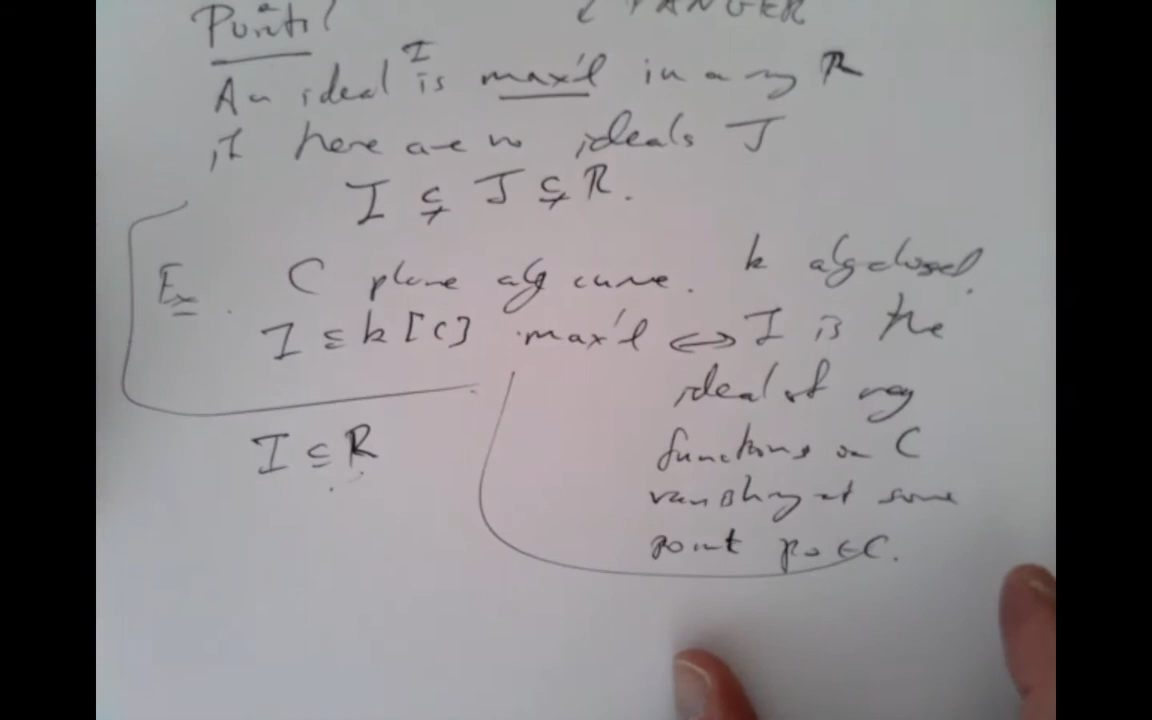 Points?
DANGER
An ideal I is max'l in a ring R
if there are no ideals J
I ⊊ J ⊊ R.
Ex. C plane alg curve. k alg closed.
I ⊆ k[C] max'l ⟺ I is the
ideal of reg
functions on C
vanishing at some
point p₀ ∈ C.
I ⊆ R